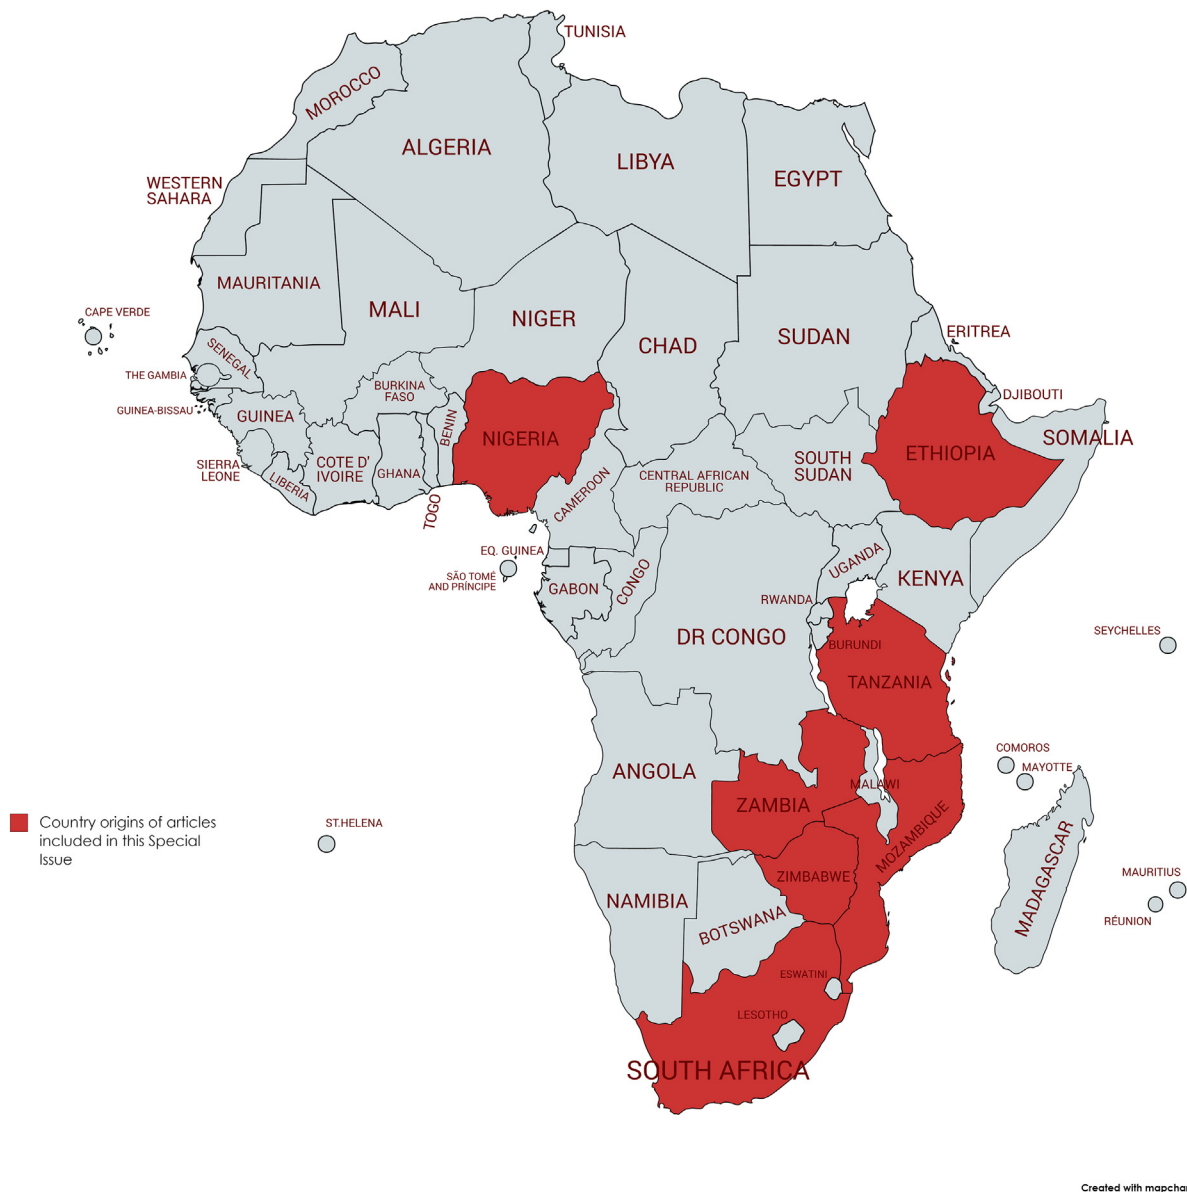 TUNISIA
MOROCCO
ALGERIA
LIBYA
EGYPT
WESTERN
SAHARA
MAURITANIA
MALI
NIGER
CHAD
SUDAN
ERITREA
CAPE VERDE
SENEGAL
THE GAMBIA
GUINEA-BISSAU
GUINEA
BURKINA
FASO
BENIN
NIGERIA
DJIBOUTI
SOMALIA
ETHIOPIA
SOUTH
SUDAN
CENTRAL AFRICAN
REPUBLIC
CAMEROON
SIERRA
LEONE
LIBERIA
COTE D'
IVOIRE
GHANA
TOGO
EQ. GUINEA
SÃO TOMÉ
AND PRÍNCIPE
GABON
CONGO
UGANDA
KENYA
RWANDA
DR CONGO
BURUNDI
TANZANIA
SEYCHELLES
COMOROS
MAYOTTE
ANGOLA
ZAMBIA
MALAWI
MOZAMBIQUE
Country origins of articles
included in this Special
Issue
ST.HELENA
ZIMBABWE
MADAGASCAR
MAURITIUS
RÉUNION
NAMIBIA
BOTSWANA
ESWATINI
LESOTHO
SOUTH AFRICA
Created with mapchar